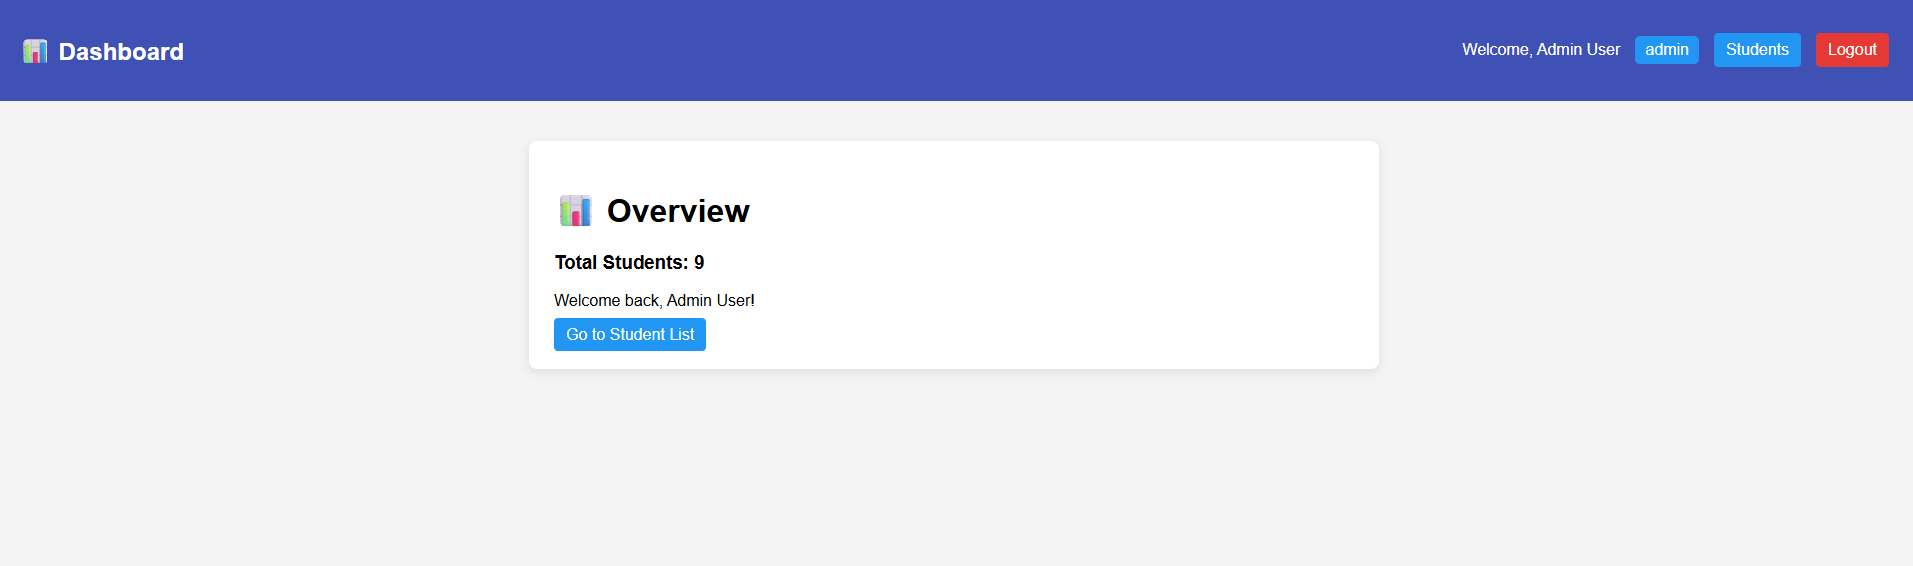 Dashboard
Welcome, Admin User admin Students Logout
Overview
Total Students: 9
Welcome back, Admin User!
Go to Student List